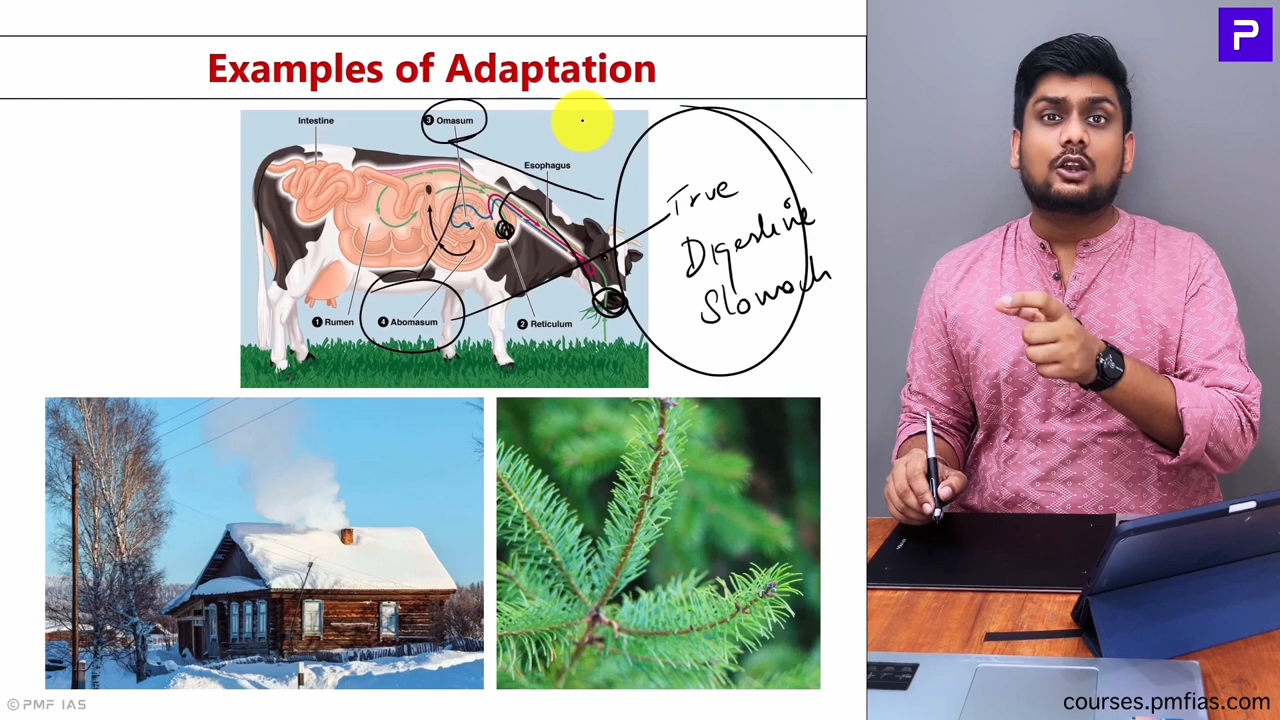 P
Examples of Adaptation
Intestine
3 Omasum
Esophagus
True
Digestive
Stomach
1 Rumen
4 Abomasum
2 Reticulum
© PMF IAS
courses.pmfias.com